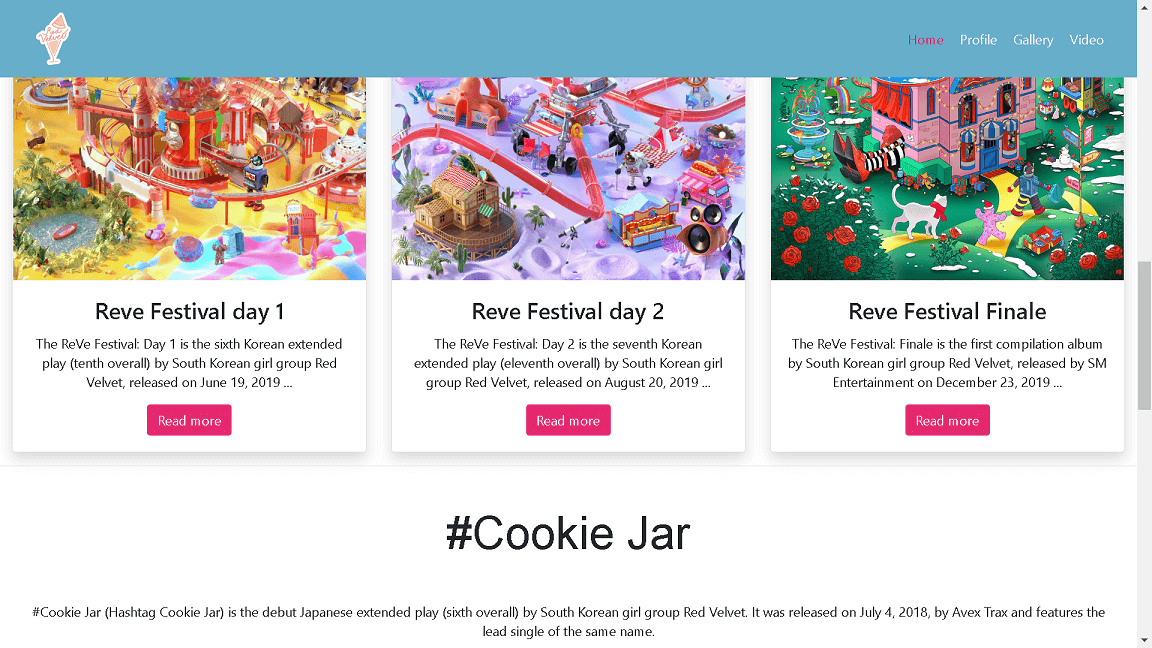 Red Velvet
Home Profile Gallery Video
Reve Festival day 1
The ReVe Festival: Day 1 is the sixth Korean extended
play (tenth overall) by South Korean girl group Red
Velvet, released on June 19, 2019 ...
Read more
Reve Festival day 2
The ReVe Festival: Day 2 is the seventh Korean
extended play (eleventh overall) by South Korean girl
group Red Velvet, released on August 20, 2019 ...
Read more
Reve Festival Finale
The ReVe Festival: Finale is the first compilation album
by South Korean girl group Red Velvet, released by SM
Entertainment on December 23, 2019 ...
Read more
#Cookie Jar
#Cookie Jar (Hashtag Cookie Jar) is the debut Japanese extended play (sixth overall) by South Korean girl group Red Velvet. It was released on July 4, 2018, by Avex Trax and features the
lead single of the same name.